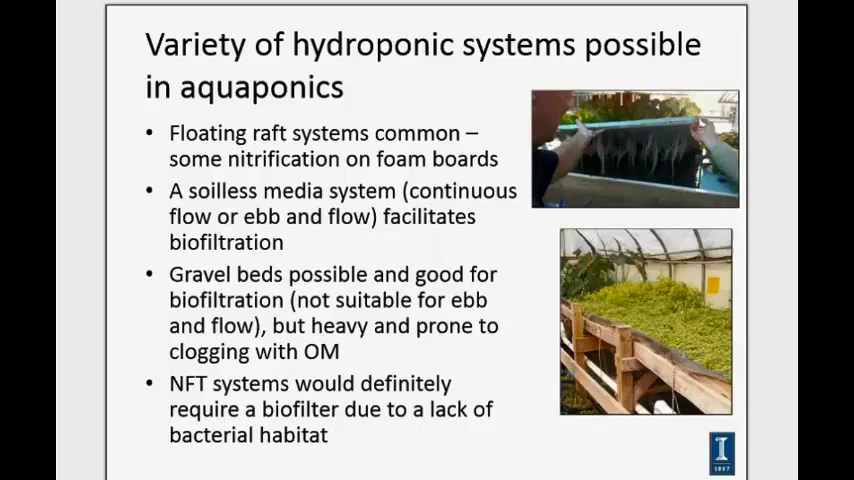 Variety of hydroponic systems possible
in aquaponics
• Floating raft systems common –
some nitrification on foam boards
• A soilless media system (continuous
flow or ebb and flow) facilitates
biofiltration
• Gravel beds possible and good for
biofiltration (not suitable for ebb
and flow), but heavy and prone to
clogging with OM
• NFT systems would definitely
require a biofilter due to a lack of
bacterial habitat
I
1867